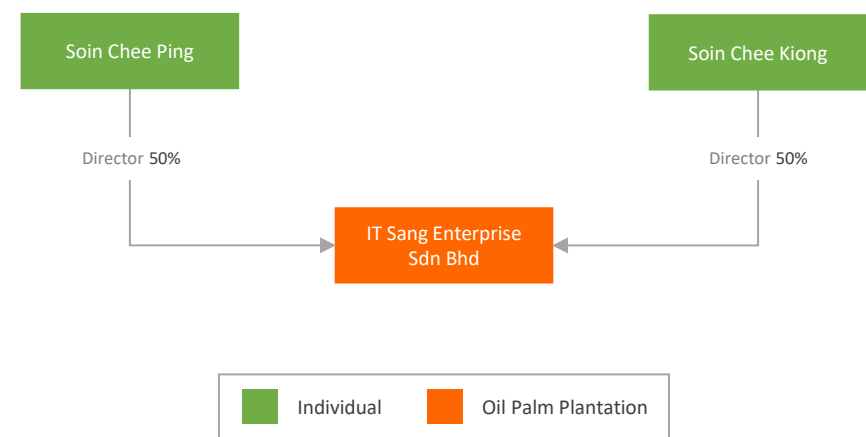 Soin Chee Ping
Soin Chee Kiong
Director 50%
Director 50%
IT Sang Enterprise
Sdn Bhd
Individual
Oil Palm Plantation